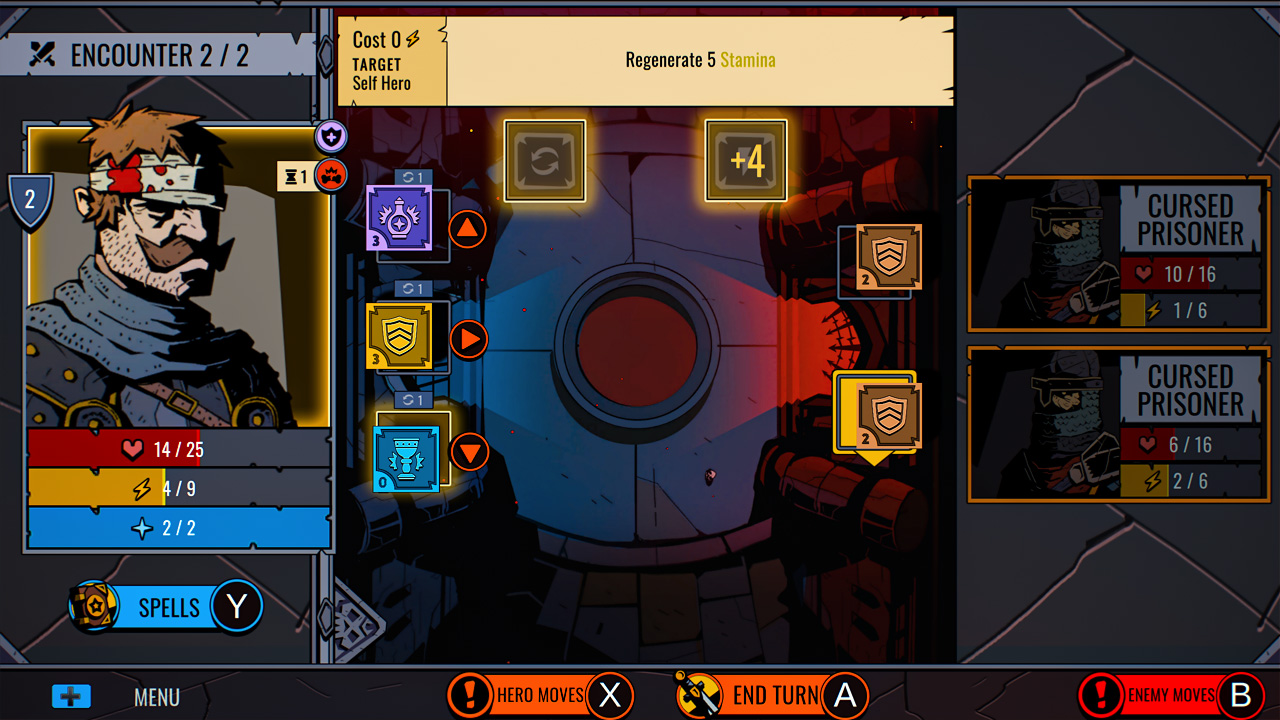 ENCOUNTER 2 / 2
Cost 0
TARGET
Self Hero
Regenerate 5 Stamina
2
1
14 / 25
4 / 9
2 / 2
SPELLS Y
1
3
1
3
1
0
+4
2
2
CURSED
PRISONER
10 / 16
1 / 6
CURSED
PRISONER
6 / 16
2 / 6
MENU
HERO MOVES X
END TURN A
ENEMY MOVES B